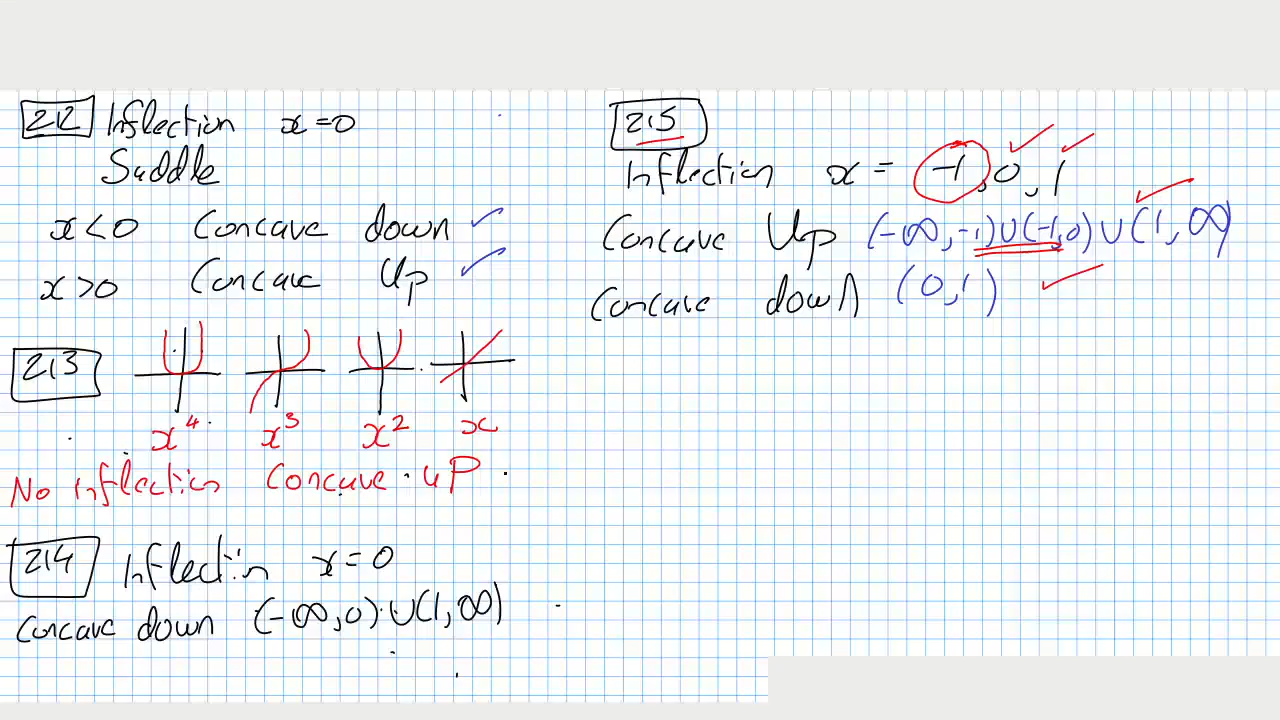 212 Inflection x=0
Saddle
x<0 Concave down
x>0 Concave Up
213
x⁴ x³ x² x
No inflection Concave up
214 Inflectin x=0
Concave down (-∞,0)∪(1,∞)
215
Inflection x = -1,0,1
Concave Up (-∞,-1)∪(-1,0)∪(1,∞)
Concave down (0,1)